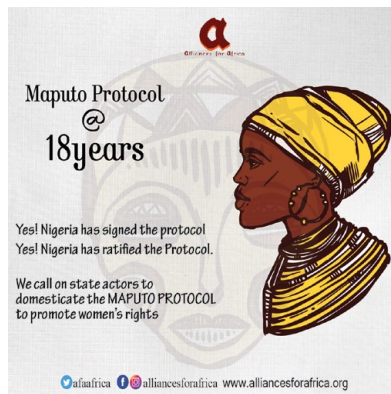 a
Alliances for Africa
Maputo Protocol
@
18years
Yes! Nigeria has signed the protocol
Yes! Nigeria has ratified the Protocol.
We call on state actors to
domesticate the MAPUTO PROTOCOL
to promote women's rights
afaafrica alliancesforafrica www.alliancesforafrica.org